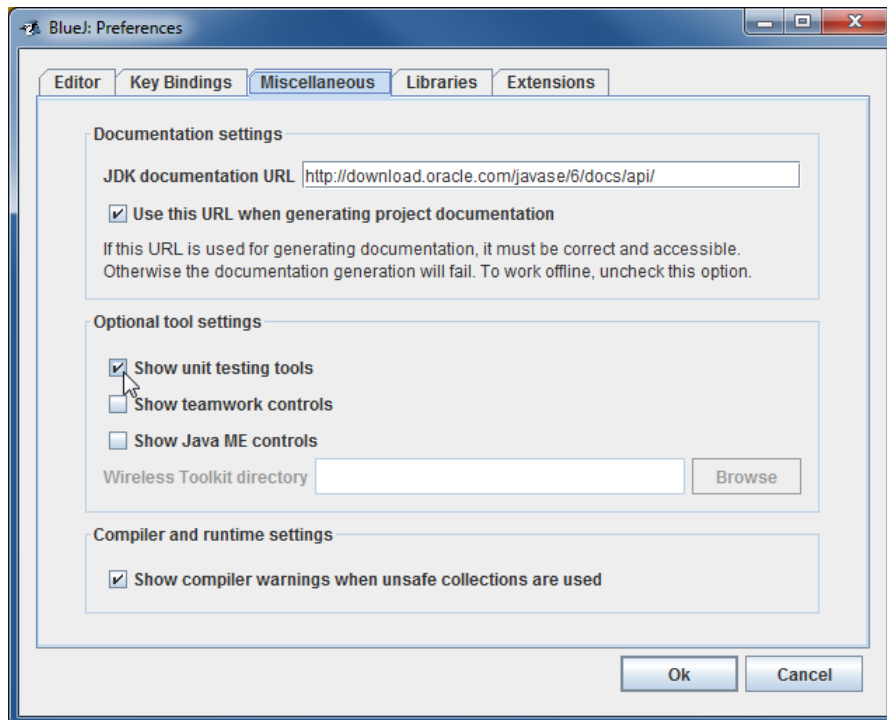 BlueJ: Preferences
Editor Key Bindings Miscellaneous Libraries Extensions
Documentation settings
JDK documentation URL http://download.oracle.com/javase/6/docs/api/
Use this URL when generating project documentation
If this URL is used for generating documentation, it must be correct and accessible.
Otherwise the documentation generation will fail. To work offline, uncheck this option.
Optional tool settings
Show unit testing tools
Show teamwork controls
Show Java ME controls
Wireless Toolkit directory Browse
Compiler and runtime settings
Show compiler warnings when unsafe collections are used
Ok Cancel